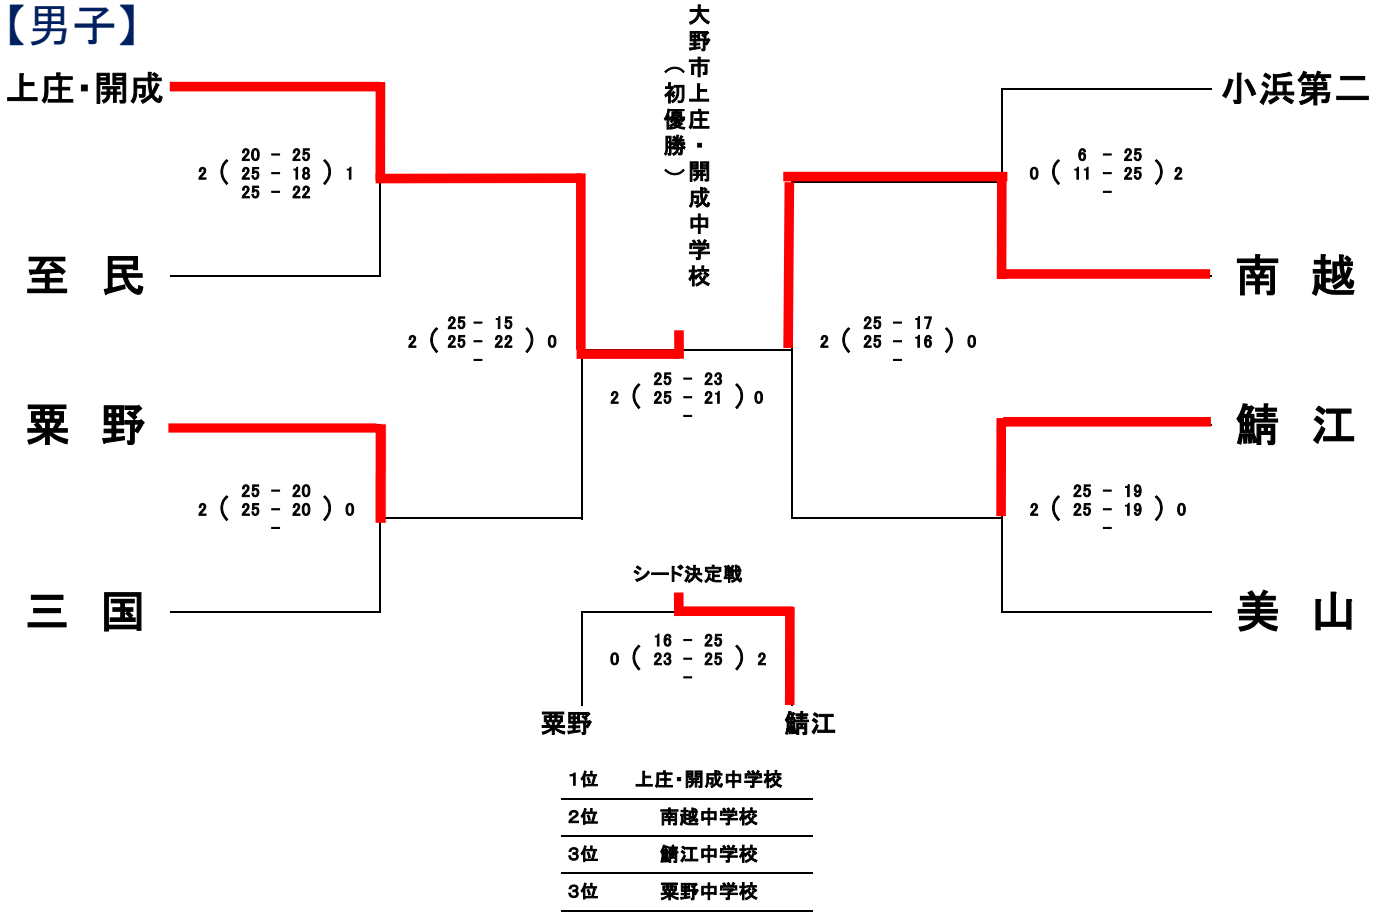 【男子】
大野市上庄・開成中学校
（初優勝）
上庄・開成
小浜第二
2 ( 20 - 25 ) 1
25 - 18
25 - 22
0 ( 6 - 25 ) 2
11 - 25
-
至 民
南 越
2 ( 25 - 15 ) 0
25 - 22
-
2 ( 25 - 17 ) 0
25 - 16
-
2 ( 25 - 23 ) 0
25 - 21
-
粟 野
鯖 江
2 ( 25 - 20 ) 0
25 - 20
-
2 ( 25 - 19 ) 0
25 - 19
-
三 国
美 山
シード決定戦
0 ( 16 - 25 ) 2
23 - 25
-
粟野
鯖江
1位 上庄・開成中学校
2位 南越中学校
3位 鯖江中学校
3位 粟野中学校